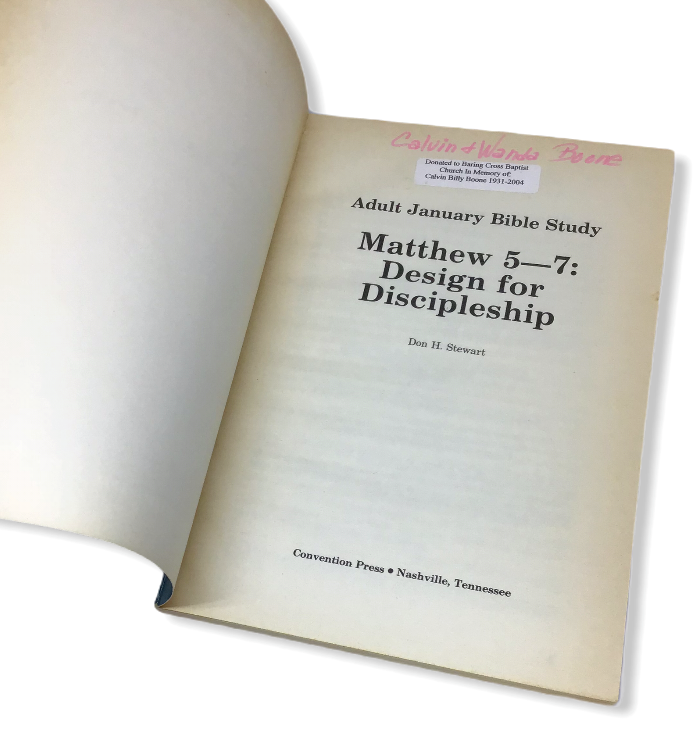 Calvin & Wanda Boone
Donated to Baring Cross Baptist
Church In Memory of:
Calvin Billy Boone 1931-2004
Adult January Bible Study
Matthew 5—7:
Design for
Discipleship
Don H. Stewart
Convention Press • Nashville, Tennessee